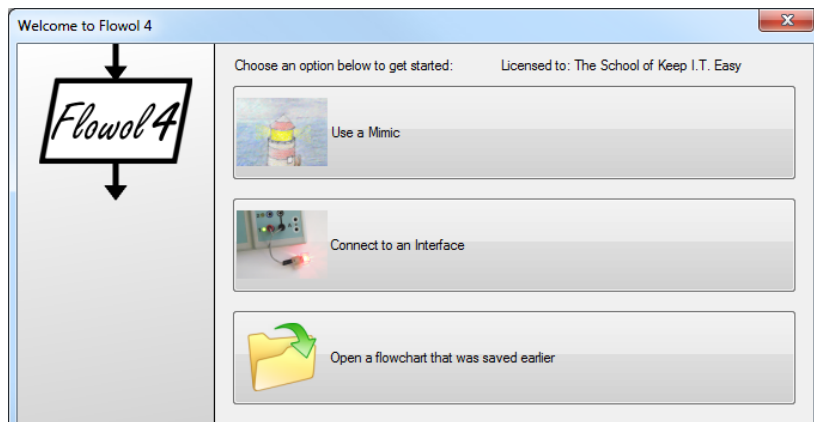 Welcome to Flowol 4
Flowol 4
Choose an option below to get started: Licensed to: The School of Keep I.T. Easy
Use a Mimic
Connect to an Interface
Open a flowchart that was saved earlier